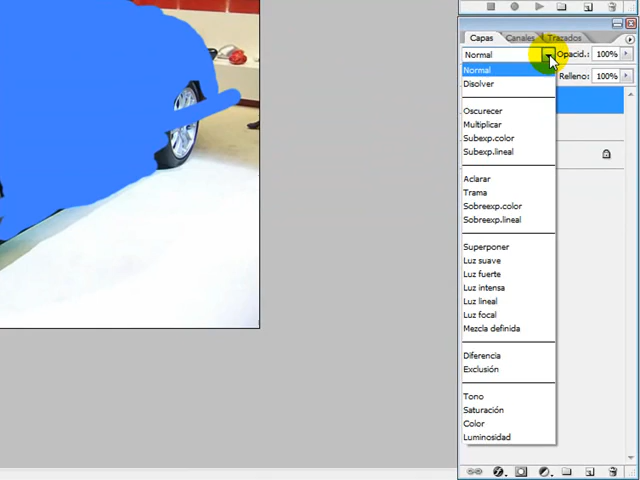 Capas Canales Trazados
Normal Opacid.: 100%
Normal Relleno: 100%
Disolver
Oscurecer
Multiplicar
Subexp.color
Subexp.lineal
Aclarar
Trama
Sobreexp.color
Sobreexp.lineal
Superponer
Luz suave
Luz fuerte
Luz intensa
Luz lineal
Luz focal
Mezcla definida
Diferencia
Exclusión
Tono
Saturación
Color
Luminosidad